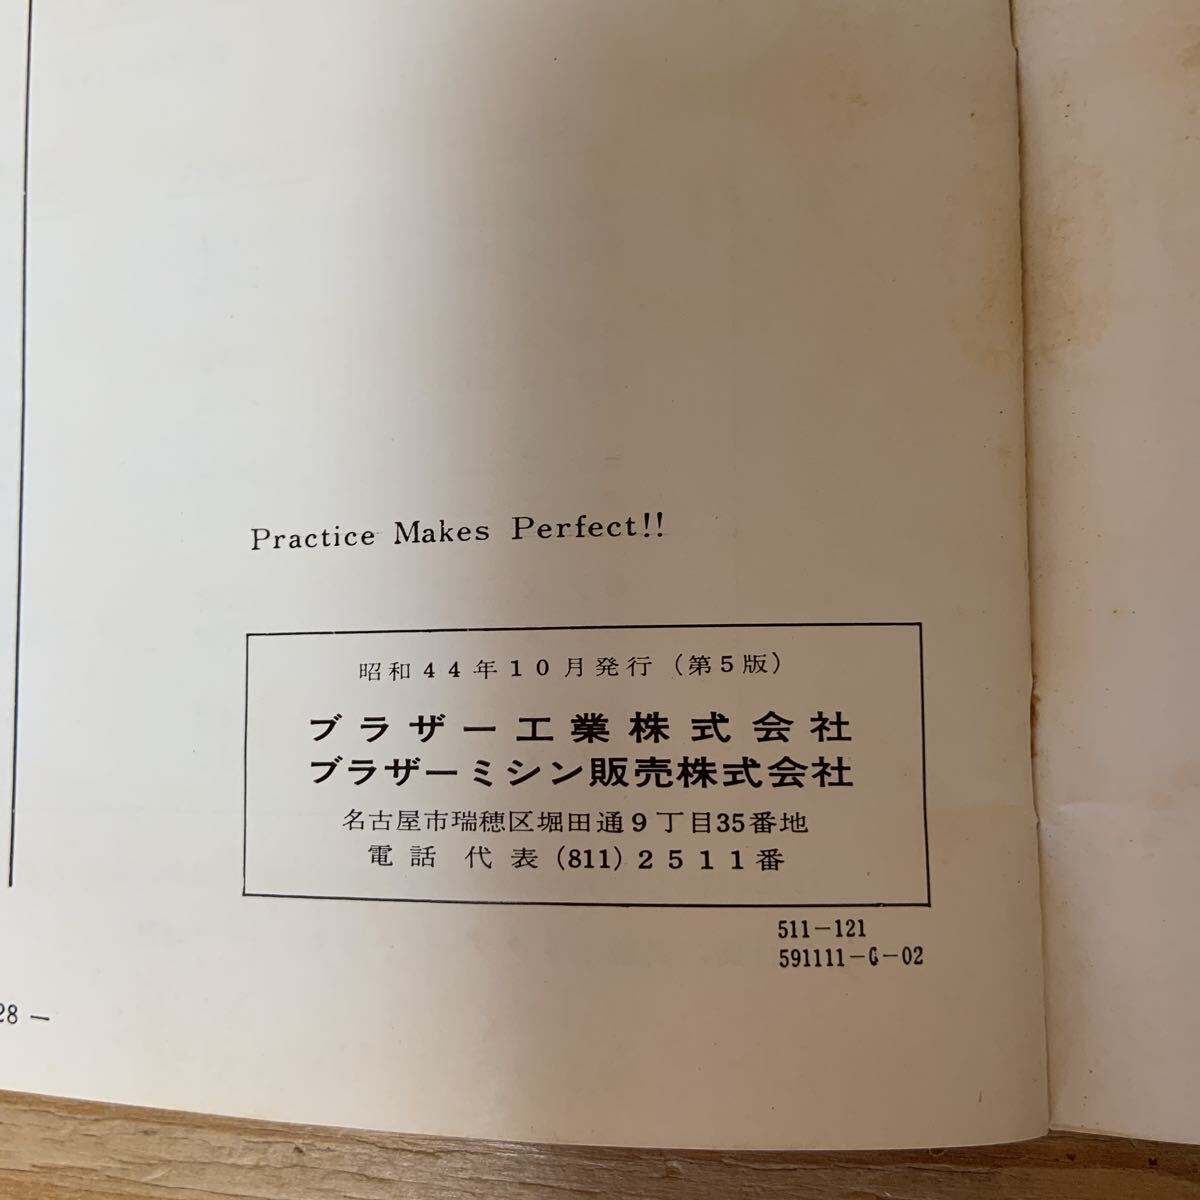 Practice Makes Perfect!!
昭和44年10月発行（第5版）
ブラザー工業株式会社
ブラザーミシン販売株式会社
名古屋市瑞穂区堀田通9丁目35番地
電話 代表 (811) 2511番
511-121
591111-G-02
28 —